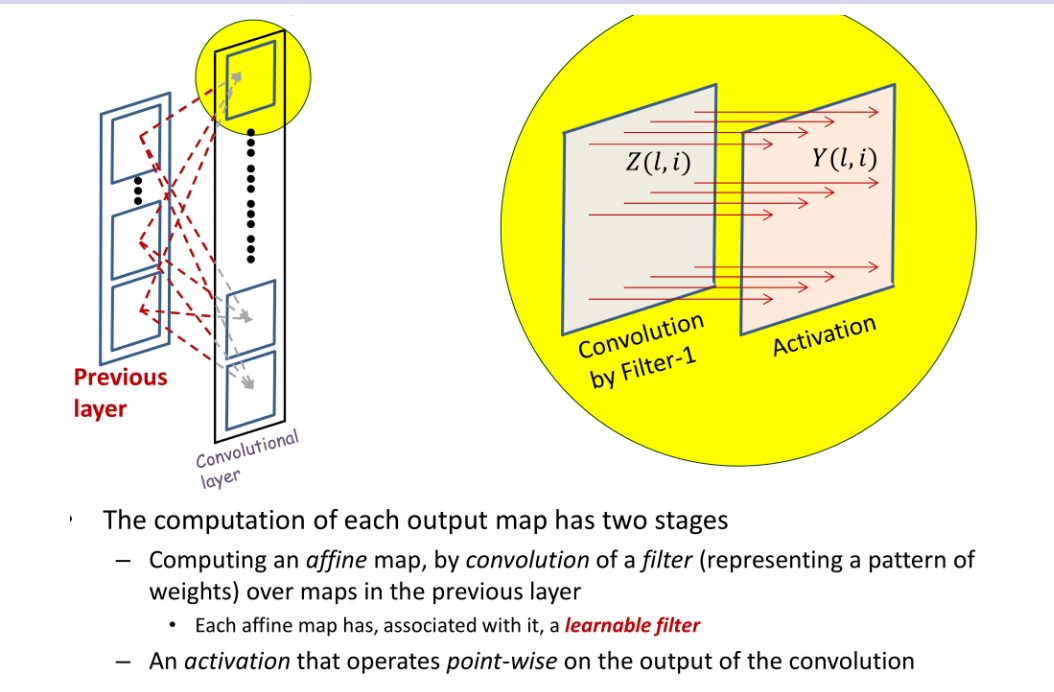 Z(l, i)
Y(l, i)
Convolution
by Filter-1
Activation
Previous
layer
Convolutional
layer
• The computation of each output map has two stages
– Computing an affine map, by convolution of a filter (representing a pattern of
weights) over maps in the previous layer
• Each affine map has, associated with it, a learnable filter
– An activation that operates point-wise on the output of the convolution